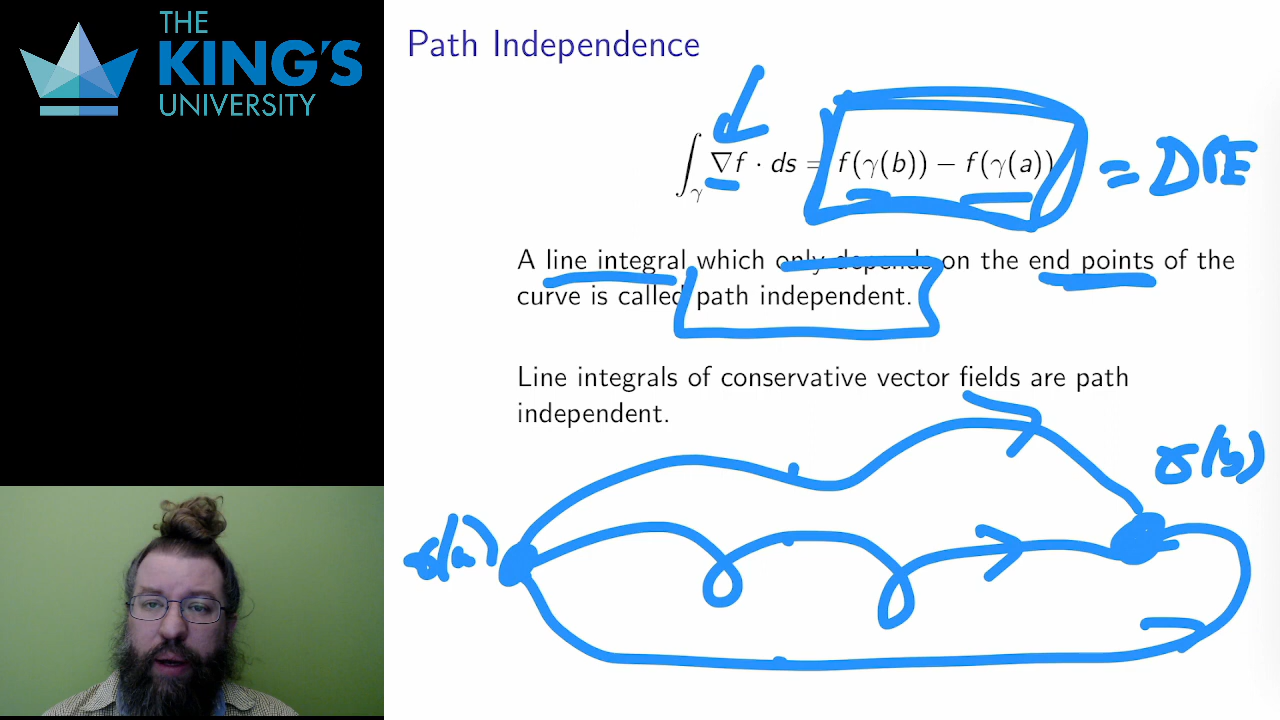 THE
KING'S
UNIVERSITY
Path Independence
∫γ ∇f · ds = f(γ(b)) − f(γ(a)) = DPE
A line integral which only depends on the end points of the
curve is called path independent.
Line integrals of conservative vector fields are path
independent.
γ(b)
γ(a)